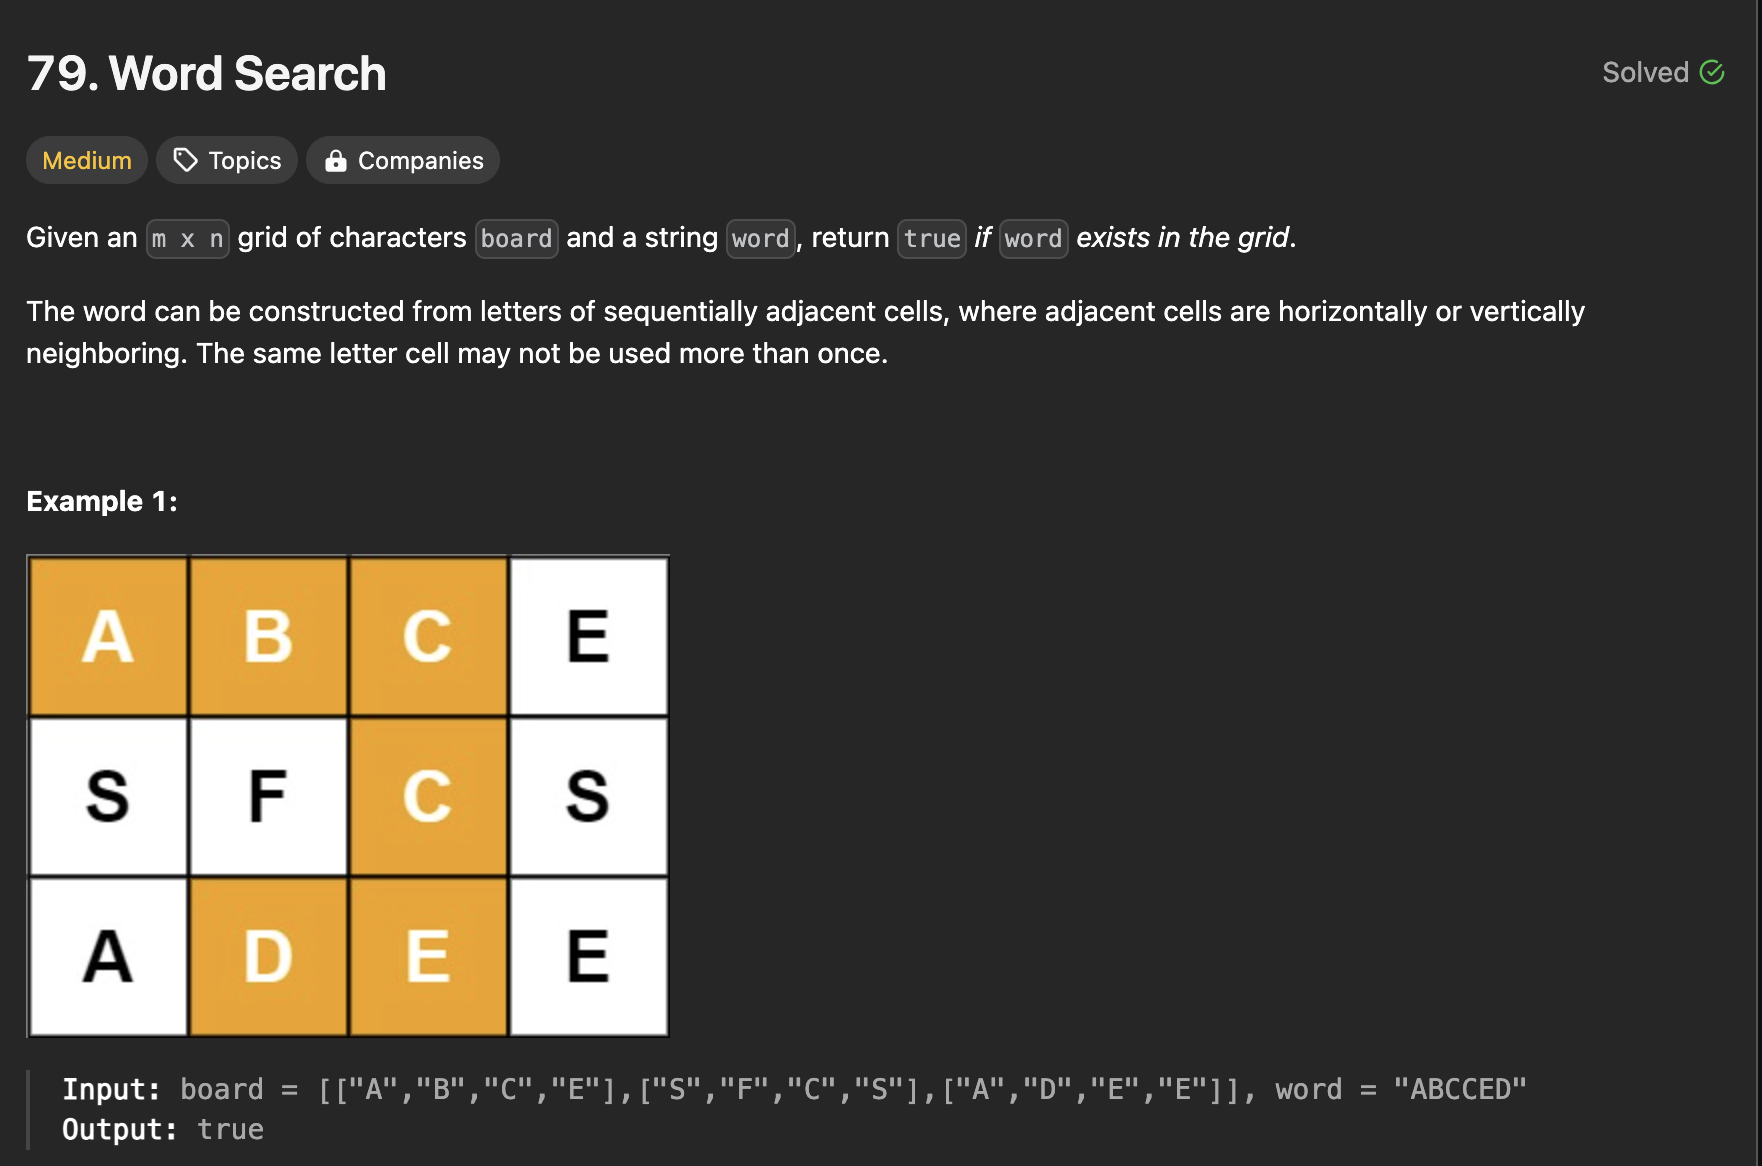 79. Word Search
Solved
Medium
Topics
Companies
Given an m x n grid of characters board and a string word, return true if word exists in the grid.
The word can be constructed from letters of sequentially adjacent cells, where adjacent cells are horizontally or vertically
neighboring. The same letter cell may not be used more than once.
Example 1:
A B C E
S F C S
A D E E
Input: board = [["A","B","C","E"],["S","F","C","S"],["A","D","E","E"]], word = "ABCCED"
Output: true